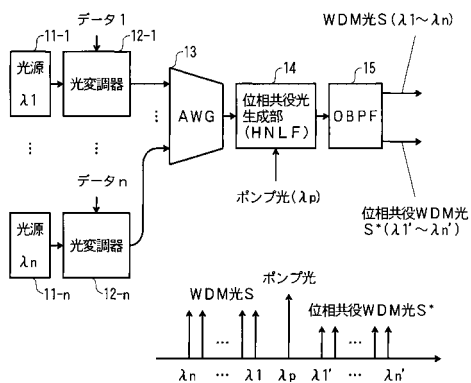 データ1
WDM光S(λ1～λn)
11-1
12-1
13
光源
λ1
光変調器
14
15
AWG
位相共役光
生成部
(HNLF)
OBPF
⋮
⋮
⋮
データn
ポンプ光(λp)
位相共役WDM光
S*(λ1'～λn')
光源
λn
光変調器
11-n
12-n
ポンプ光
WDM光S
位相共役WDM光S*
…
…
λn … λ1 λp λ1' … λn'